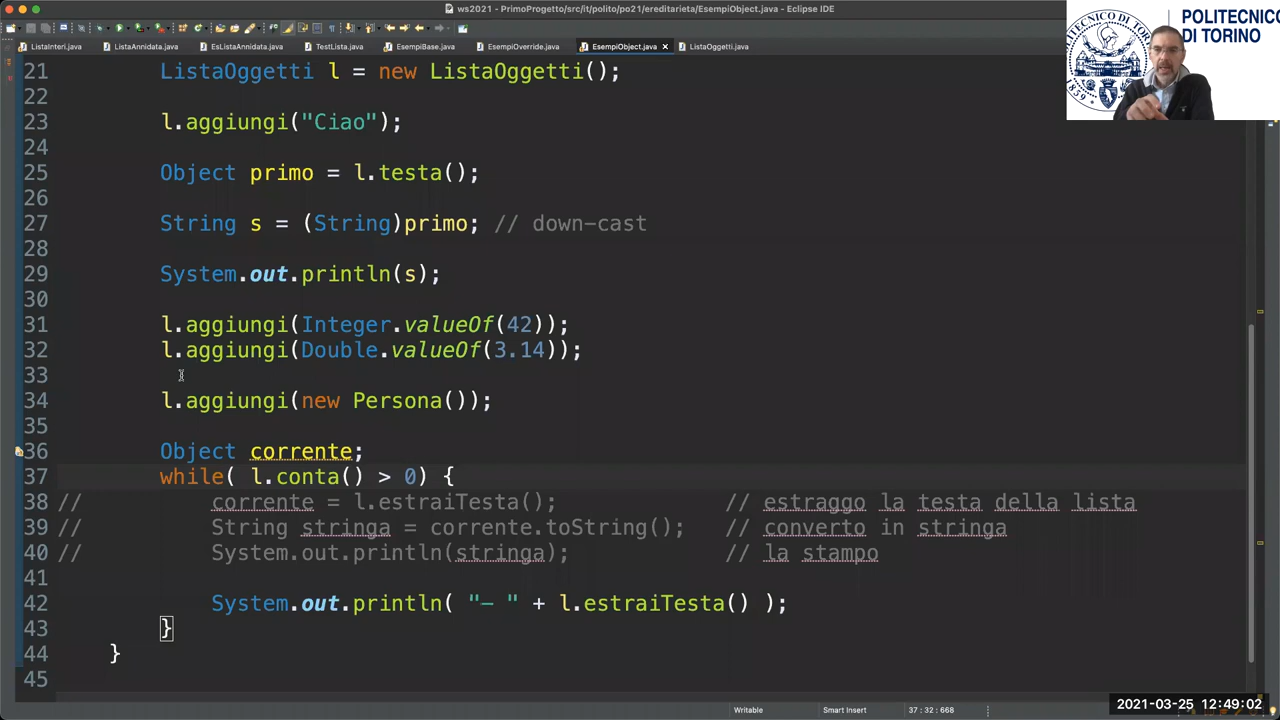 ws2021 - PrimoProgetto/src/it/polito/po21/ereditarieta/EsempiObject.java - Eclipse IDE
ListaInteri.java ListaAnnidata.java EsListaAnnidata.java TestLista.java EsempiBase.java EsempiOverride.java EsempiObject.java ListaOggetti.java
POLITECNICO
DI TORINO
21 ListaOggetti l = new ListaOggetti();
22
23 l.aggiungi("Ciao");
24
25 Object primo = l.testa();
26
27 String s = (String)primo; // down-cast
28
29 System.out.println(s);
30
31 l.aggiungi(Integer.valueOf(42));
32 l.aggiungi(Double.valueOf(3.14));
33
34 l.aggiungi(new Persona());
35
36 Object corrente;
37 while( l.conta() > 0) {
38 // corrente = l.estraiTesta(); // estraggo la testa della lista
39 // String stringa = corrente.toString(); // converto in stringa
40 // System.out.println(stringa); // la stampo
41
42 System.out.println( "– " + l.estraiTesta() );
43 }
44 }
45
Writable Smart Insert 37 : 32 : 668
2021-03-25 12:49:02